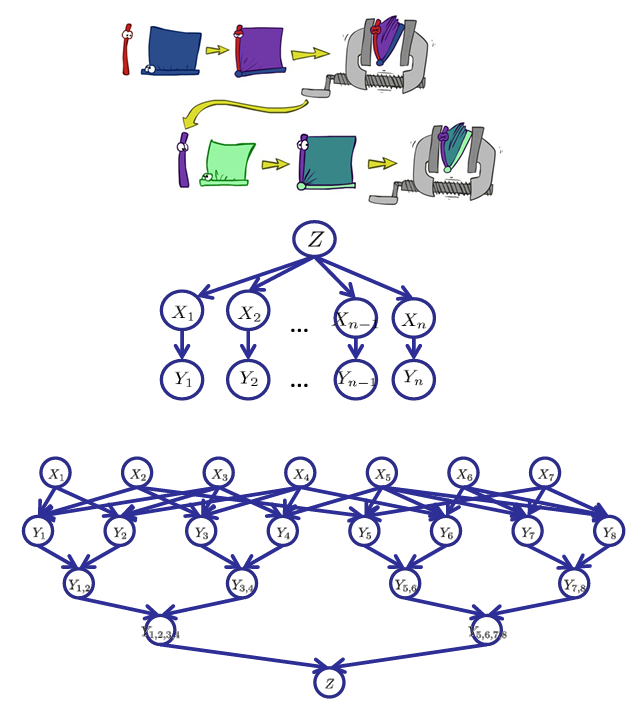 Z
X₁ X₂ ... Xₙ₋₁ Xₙ
Y₁ Y₂ ... Yₙ₋₁ Yₙ
X₁ X₂ X₃ X₄ X₅ X₆ X₇
Y₁ Y₂ Y₃ Y₄ Y₅ Y₆ Y₇ Y₈
Y₁,₂ Y₃,₄ Y₅,₆ Y₇,₈
Y₁,₂,₃,₄ Y₅,₆,₇,₈
Z